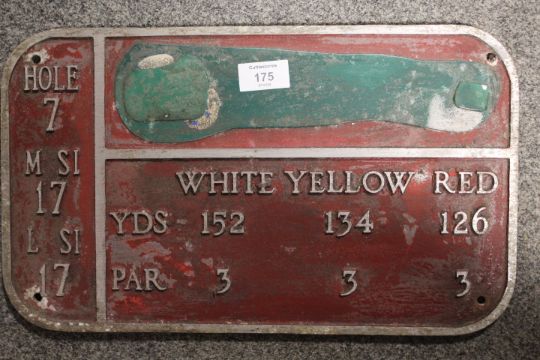 HOLE
7
M SI
17
L SI
17
175
WHITE YELLOW RED
YDS 152 134 126
PAR 3 3 3